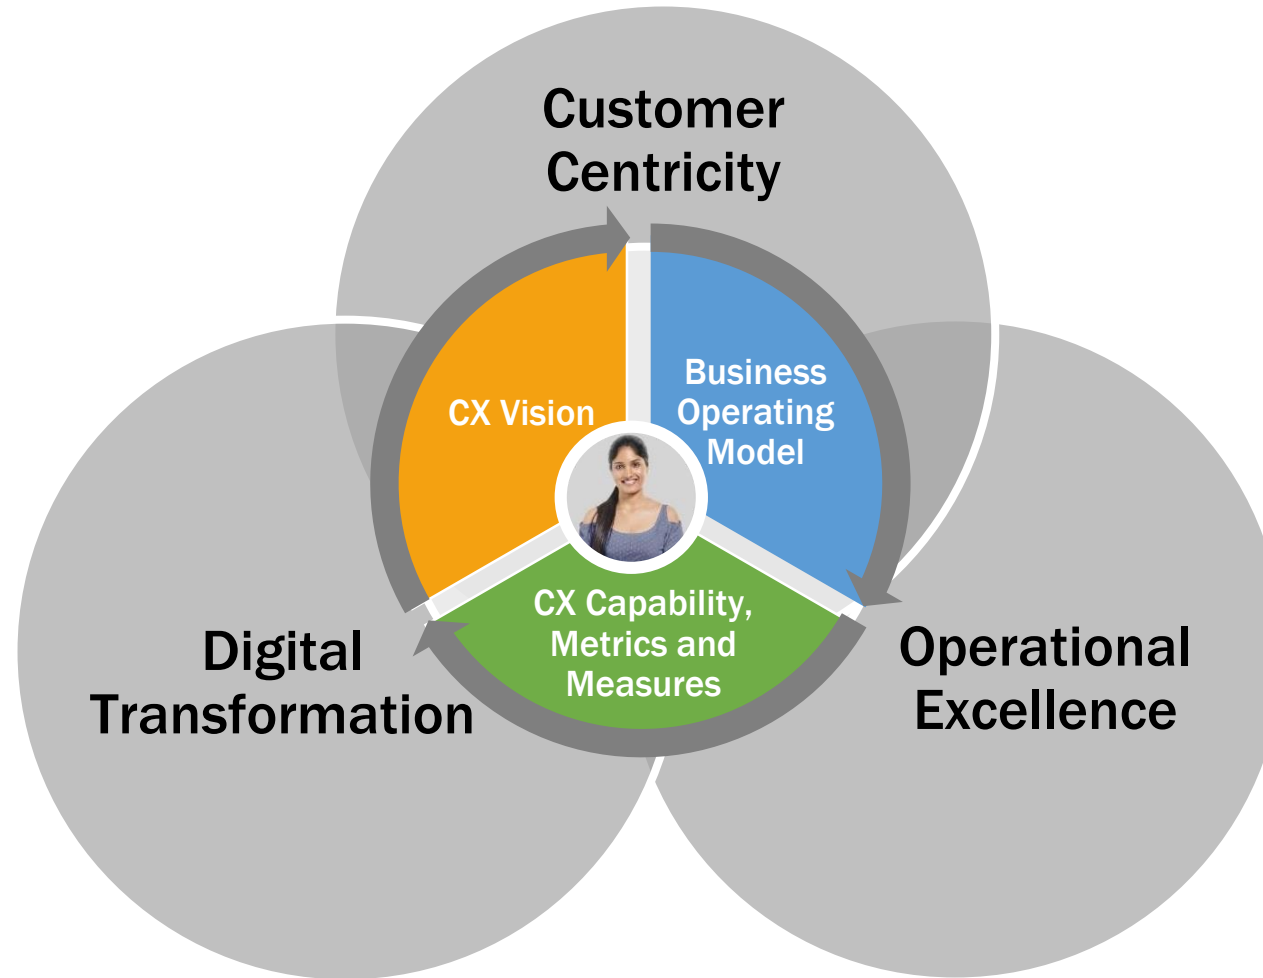 Customer
Centricity
CX Vision
Business
Operating
Model
CX Capability,
Metrics and
Measures
Digital
Transformation
Operational
Excellence